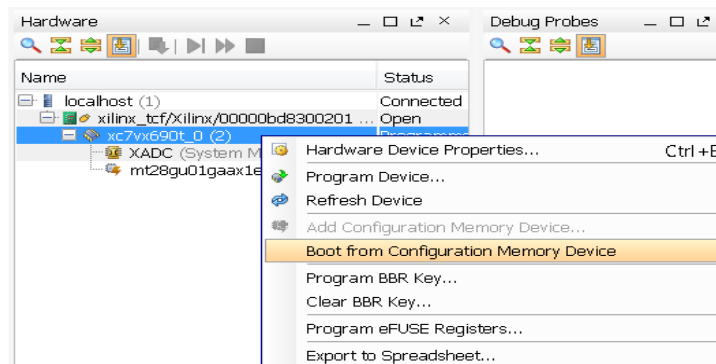 Hardware
Debug Probes
Name
Status
localhost (1)
Connected
xilinx_tcf/Xilinx/00000bd8300201 ...
Open
xc7vx690t_0 (2)
XADC (System M
mt28gu01gaax1e
Hardware Device Properties...
Ctrl+E
Program Device...
Refresh Device
Add Configuration Memory Device...
Boot from Configuration Memory Device
Program BBR Key...
Clear BBR Key...
Program eFUSE Registers...
Export to Spreadsheet...